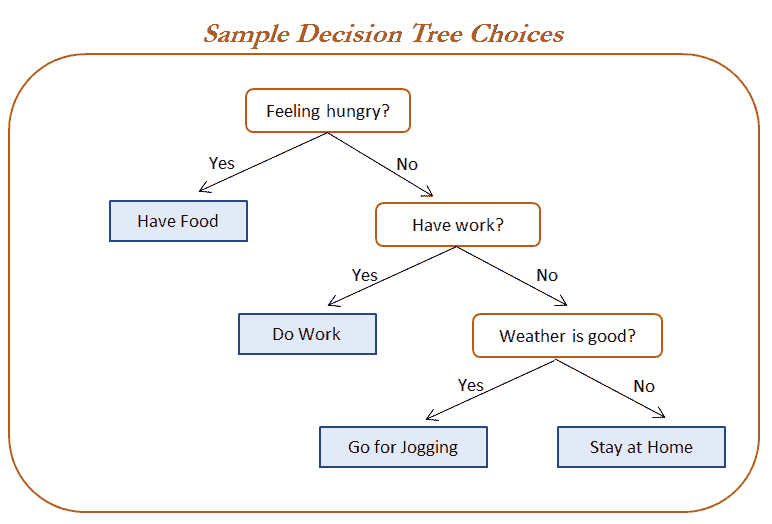 Sample Decision Tree Choices
Feeling hungry?
Yes
No
Have Food
Have work?
Yes
No
Do Work
Weather is good?
Yes
No
Go for Jogging
Stay at Home